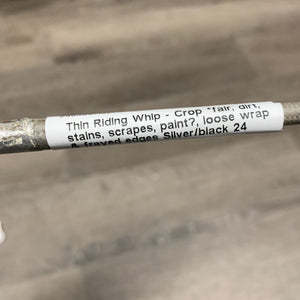 Thin Riding Whip - Crop *fair, dirt,
stains, scrapes, paint?, loose wrap
& frayed edges Silver/black 24